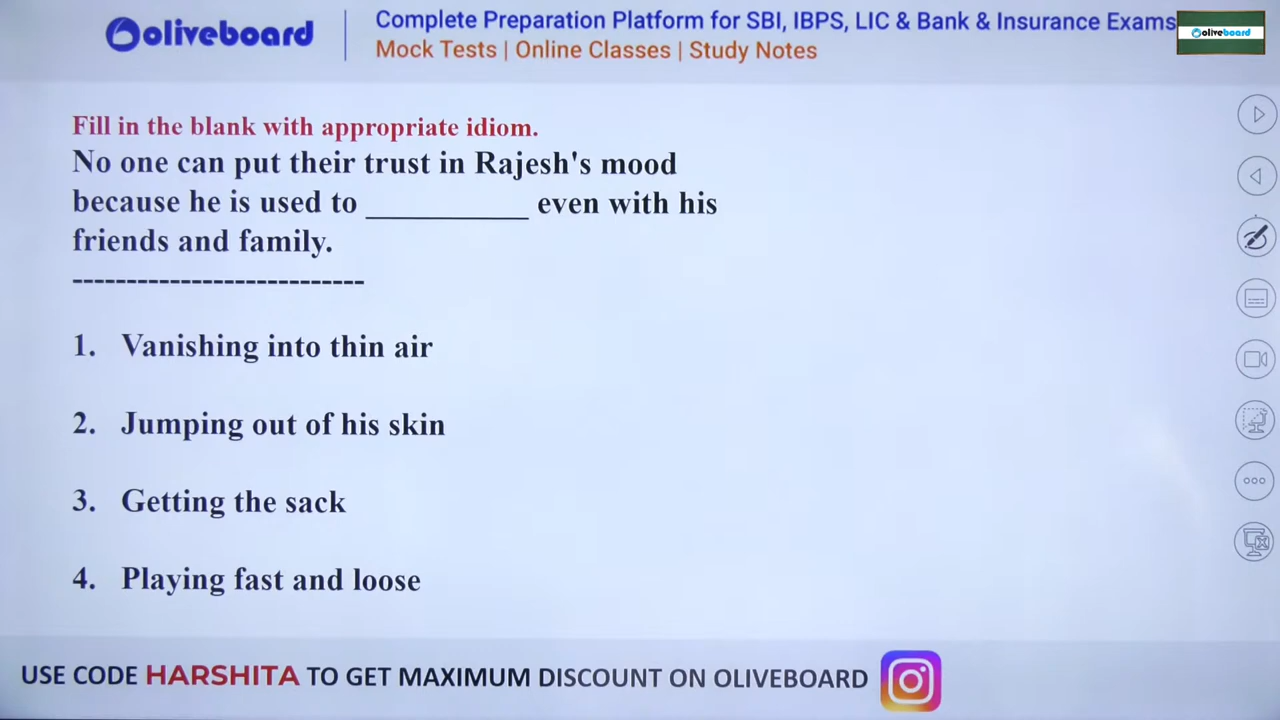 oliveboard
Complete Preparation Platform for SBI, IBPS, LIC & Bank & Insurance Exams
oliveboard
Mock Tests | Online Classes | Study Notes
Fill in the blank with appropriate idiom.
No one can put their trust in Rajesh's mood
because he is used to __________ even with his
friends and family.
---------------------------
1. Vanishing into thin air
2. Jumping out of his skin
3. Getting the sack
4. Playing fast and loose
USE CODE HARSHITA TO GET MAXIMUM DISCOUNT ON OLIVEBOARD